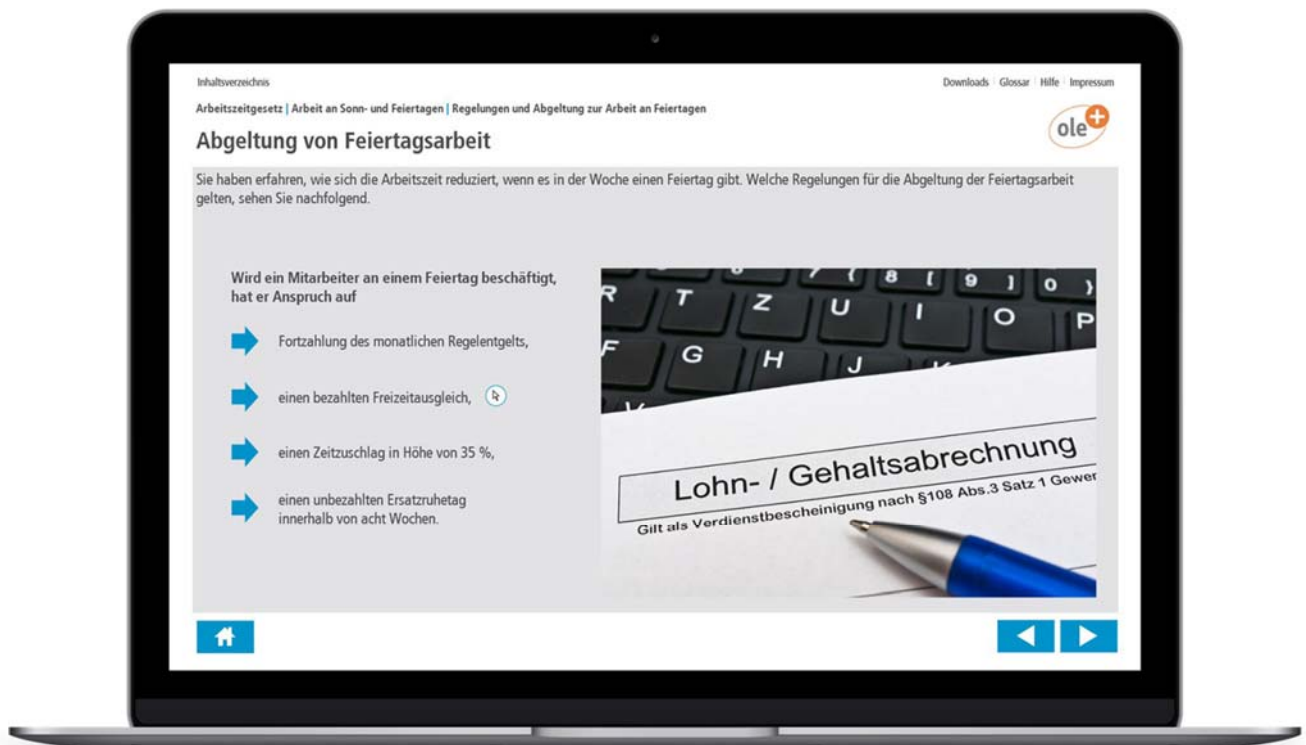 Inhaltsverzeichnis
Downloads | Glossar | Hilfe | Impressum
Arbeitszeitgesetz | Arbeit an Sonn- und Feiertagen | Regelungen und Abgeltung zur Arbeit an Feiertagen
Abgeltung von Feiertagsarbeit
ole+
Sie haben erfahren, wie sich die Arbeitszeit reduziert, wenn es in der Woche einen Feiertag gibt. Welche Regelungen für die Abgeltung der Feiertagsarbeit
gelten, sehen Sie nachfolgend.
Wird ein Mitarbeiter an einem Feiertag beschäftigt,
hat er Anspruch auf
Fortzahlung des monatlichen Regelentgelts,
einen bezahlten Freizeitausgleich,
einen Zeitzuschlag in Höhe von 35 %,
einen unbezahlten Ersatzruhetag
innerhalb von acht Wochen.
7 { 8 [ 9 ] 0 }
R T Z U I O P
F G H J
Lohn- / Gehaltsabrechnung
Gilt als Verdienstbescheinigung nach §108 Abs.3 Satz 1 Gewer